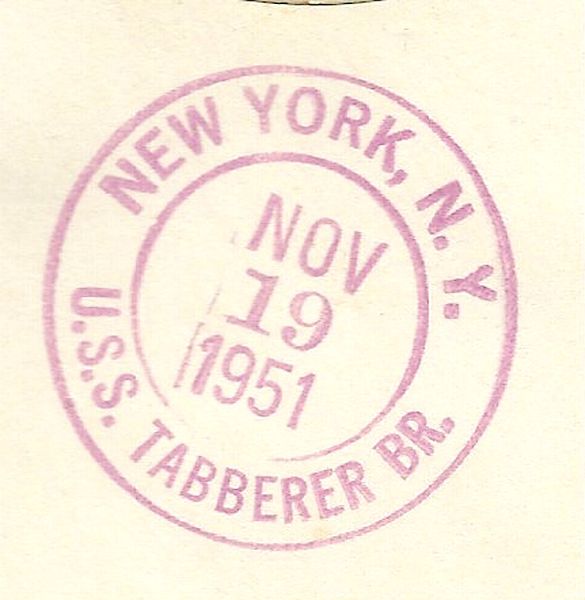 NEW YORK, N.Y.
NOV
19
1951
U.S.S. TABBERER BR.